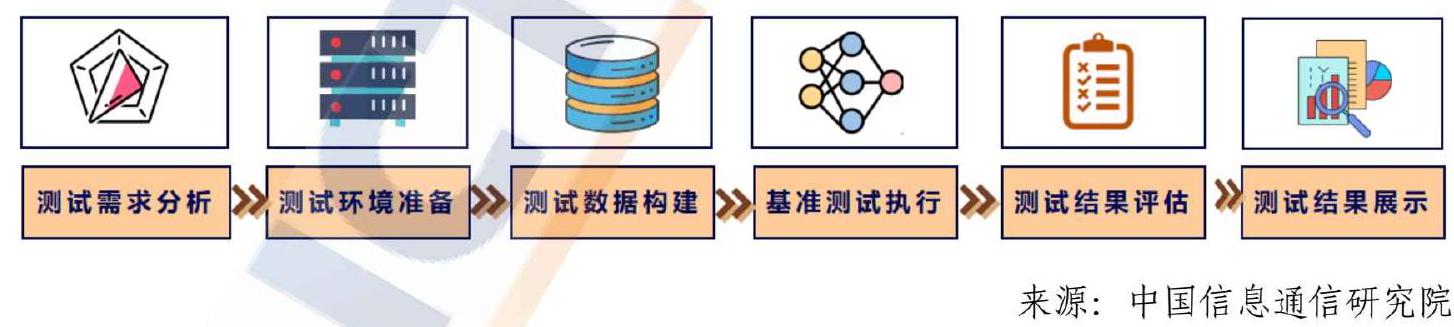 测试需求分析
测试环境准备
测试数据构建
基准测试执行
测试结果评估
测试结果展示
来源：中国信息通信研究院